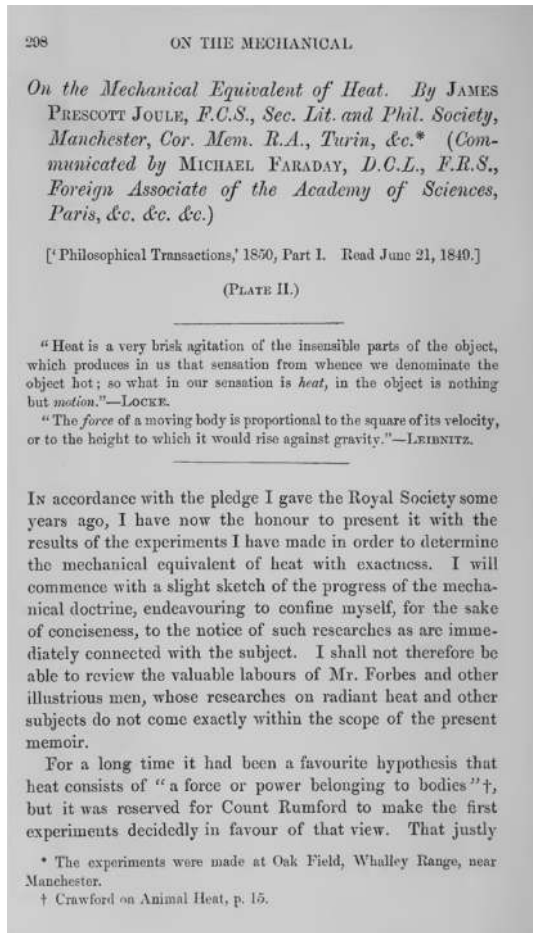 298 ON THE MECHANICAL
On the Mechanical Equivalent of Heat. By JAMES
PRESCOTT JOULE, F.C.S., Sec. Lit. and Phil. Society,
Manchester, Cor. Mem. R.A., Turin, &c.* (Com-
municated by MICHAEL FARADAY, D.C.L., F.R.S.,
Foreign Associate of the Academy of Sciences,
Paris, &c. &c. &c.)
[‘Philosophical Transactions,’ 1850, Part I. Read June 21, 1849.]
(PLATE II.)
“Heat is a very brisk agitation of the insensible parts of the object,
which produces in us that sensation from whence we denominate the
object hot; so what in our sensation is heat, in the object is nothing
but motion.”—LOCKE.
“The force of a moving body is proportional to the square of its velocity,
or to the height to which it would rise against gravity.”—LEIBNITZ.
IN accordance with the pledge I gave the Royal Society some
years ago, I have now the honour to present it with the
results of the experiments I have made in order to determine
the mechanical equivalent of heat with exactness. I will
commence with a slight sketch of the progress of the mecha-
nical doctrine, endeavouring to confine myself, for the sake
of conciseness, to the notice of such researches as are imme-
diately connected with the subject. I shall not therefore be
able to review the valuable labours of Mr. Forbes and other
illustrious men, whose researches on radiant heat and other
subjects do not come exactly within the scope of the present
memoir.
For a long time it had been a favourite hypothesis that
heat consists of “a force or power belonging to bodies”†,
but it was reserved for Count Rumford to make the first
experiments decidedly in favour of that view. That justly
* The experiments were made at Oak Field, Whalley Range, near
Manchester.
† Crawford on Animal Heat, p. 15.